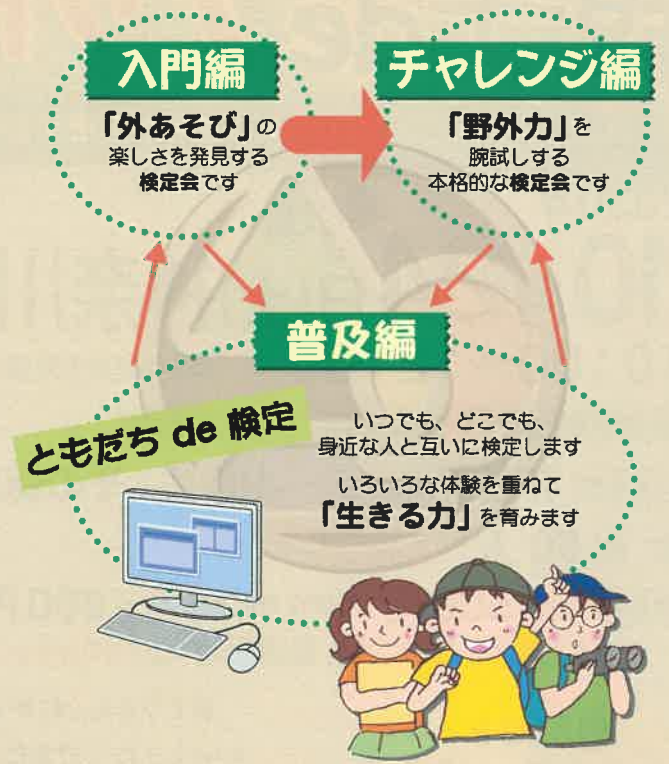 入門編
「外あそび」の
楽しさを発見する
検定会です
チャレンジ編
「野外力」を
腕試しする
本格的な検定会です
普及編
ともだち de 検定
いつでも、どこでも、
身近な人と互いに検定します
いろいろな体験を重ねて
「生きる力」を育みます